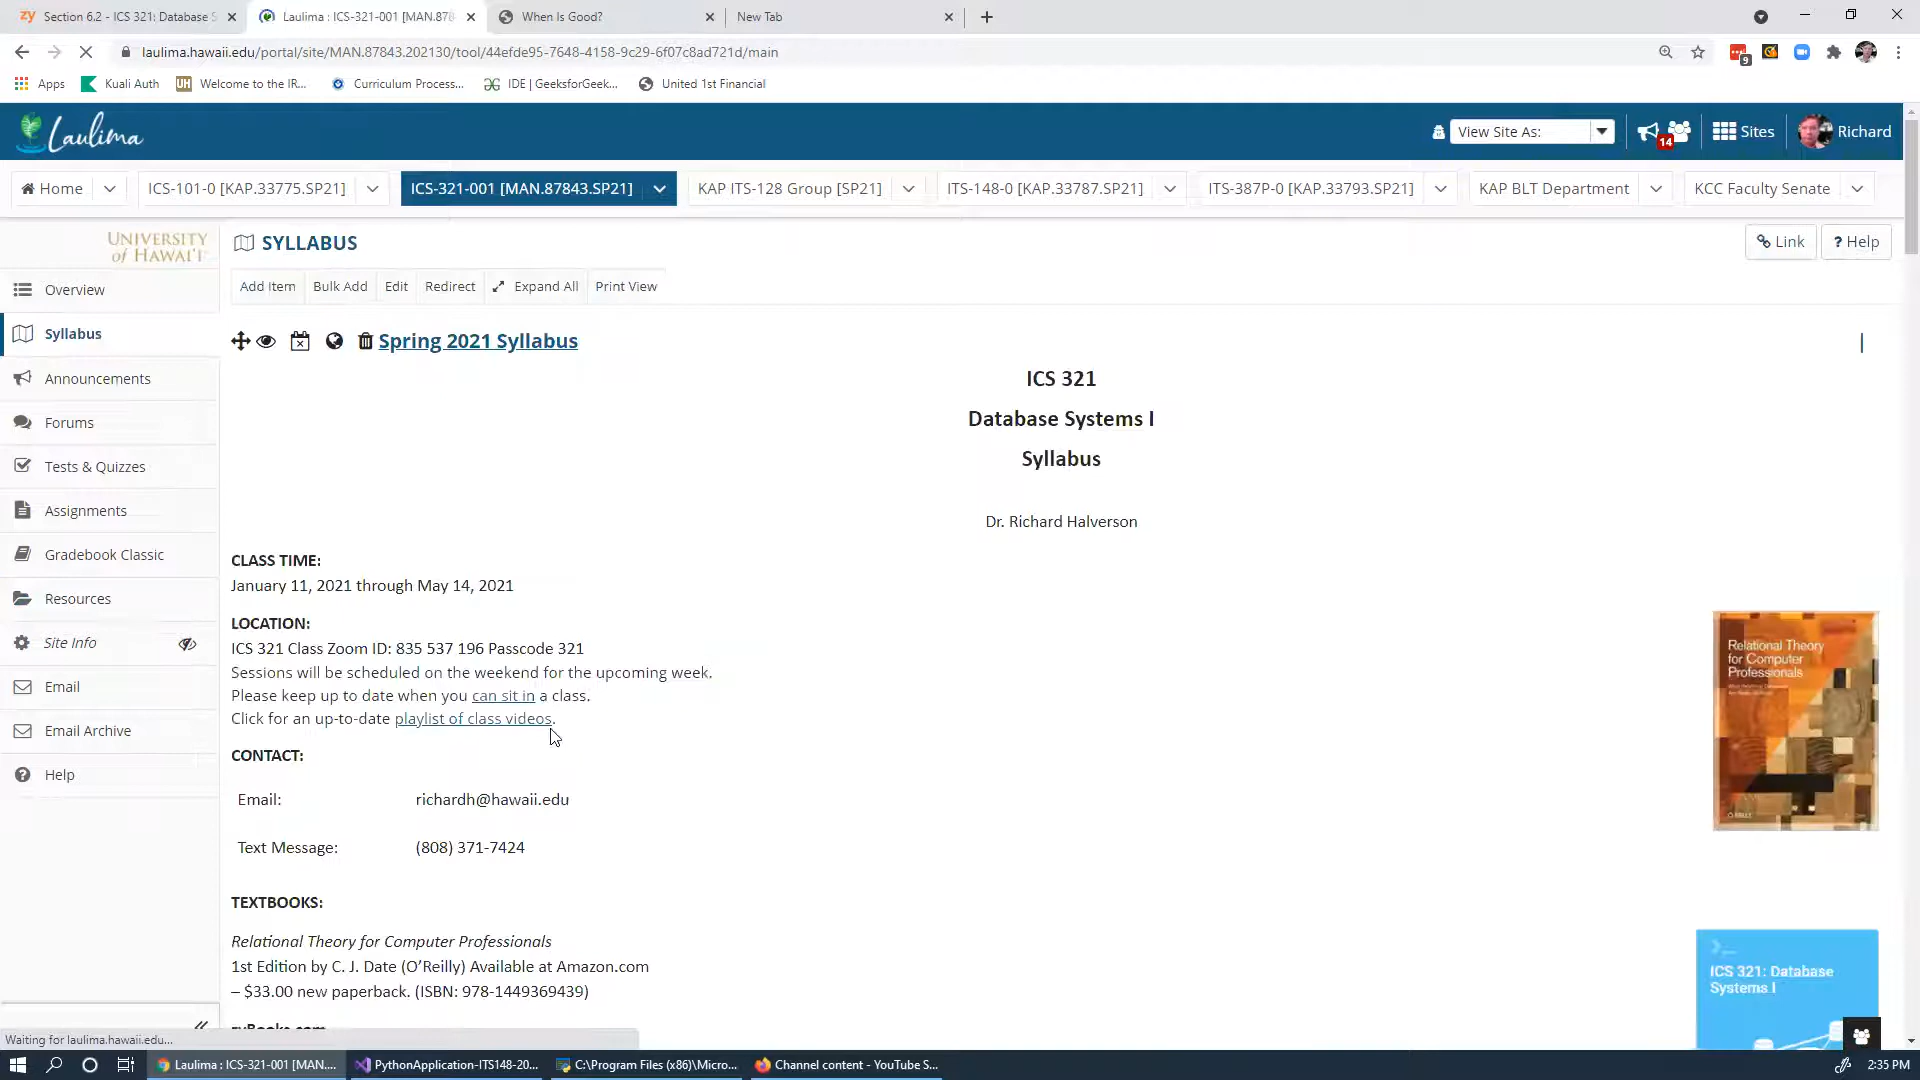 Section 6.2 - ICS 321: Database S
Laulima : ICS-321-001 [MAN.878
When Is Good?
New Tab
laulima.hawaii.edu/portal/site/MAN.87843.202130/tool/44efde95-7648-4158-9c29-6f07c8ad721d/main
9
Apps
Kuali Auth
UH
Welcome to the IR...
Curriculum Process...
IDE | GeeksforGeek...
United 1st Financial
Laulima
View Site As:
14
Sites
Richard
Home
ICS-101-0 [KAP.33775.SP21]
ICS-321-001 [MAN.87843.SP21]
KAP ITS-128 Group [SP21]
ITS-148-0 [KAP.33787.SP21]
ITS-387P-0 [KAP.33793.SP21]
KAP BLT Department
KCC Faculty Senate
UNIVERSITY
of HAWAI'I
SYLLABUS
Link
? Help
Overview
Syllabus
Announcements
Forums
Tests & Quizzes
Assignments
Gradebook Classic
Resources
Site Info
Email
Email Archive
Help
Add Item
Bulk Add
Edit
Redirect
Expand All
Print View
Spring 2021 Syllabus
ICS 321
Database Systems I
Syllabus
Dr. Richard Halverson
CLASS TIME:
January 11, 2021 through May 14, 2021
LOCATION:
ICS 321 Class Zoom ID: 835 537 196 Passcode 321
Sessions will be scheduled on the weekend for the upcoming week.
Please keep up to date when you can sit in a class.
Click for an up-to-date playlist of class videos.
CONTACT:
Email: richardh@hawaii.edu
Text Message: (808) 371-7424
TEXTBOOKS:
Relational Theory for Computer Professionals
1st Edition by C. J. Date (O’Reilly) Available at Amazon.com
– $33.00 new paperback. (ISBN: 978-1449369439)
zyBooks.com
Relational Theory
for Computer
Professionals
O'REILLY
ICS 321: Database
Systems I
Waiting for laulima.hawaii.edu...
Laulima : ICS-321-001 [MAN....
PythonApplication-ITS148-20...
C:\Program Files (x86)\Micro...
Channel content - YouTube S...
2:35 PM